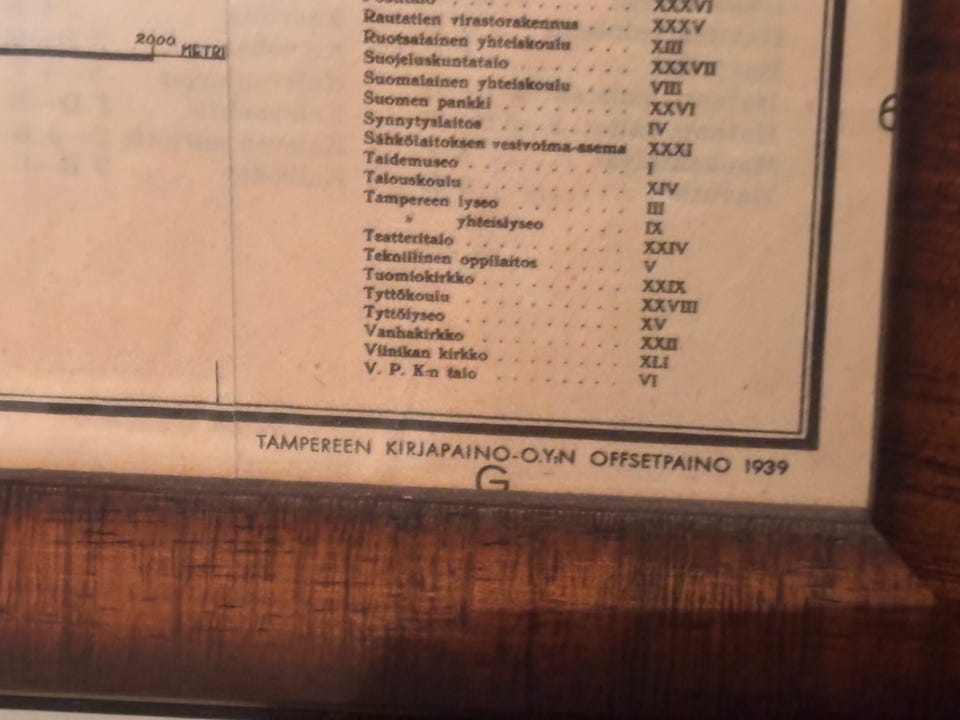 2000 METRI
XXXVI
Rautatien virastorakennus . . . XXXV
Ruotsalainen yhteiskoulu . . . XIII
Suojeluskuntatalo . . . . . . . . XXXVII
Suomalainen yhteiskoulu . . . VIII
Suomen pankki . . . . . . . . . XXVI
Synnytyslaitos . . . . . . . . . . IV
Sähkölaitoksen vesivoima-asema XXXI
Taidemuseo . . . . . . . . . . . I
Talouskoulu . . . . . . . . . . . XIV
Tampereen lyseo . . . . . . . . III
» yhteislyseo . . . . . IX
Teatteritalo . . . . . . . . . . . XXIV
Teknillinen oppilaitos . . . . . V
Tuomiokirkko . . . . . . . . . . XXIX
Tyttökoulu . . . . . . . . . . . XXVIII
Tyttölyseo . . . . . . . . . . . XV
Vanhakirkko . . . . . . . . . . XXII
Viinikan kirkko . . . . . . . . XLI
V. P. K:n talo . . . . . . . . . VI
TAMPEREEN KIRJAPAINO-O.Y:N OFFSETPAINO 1939
G